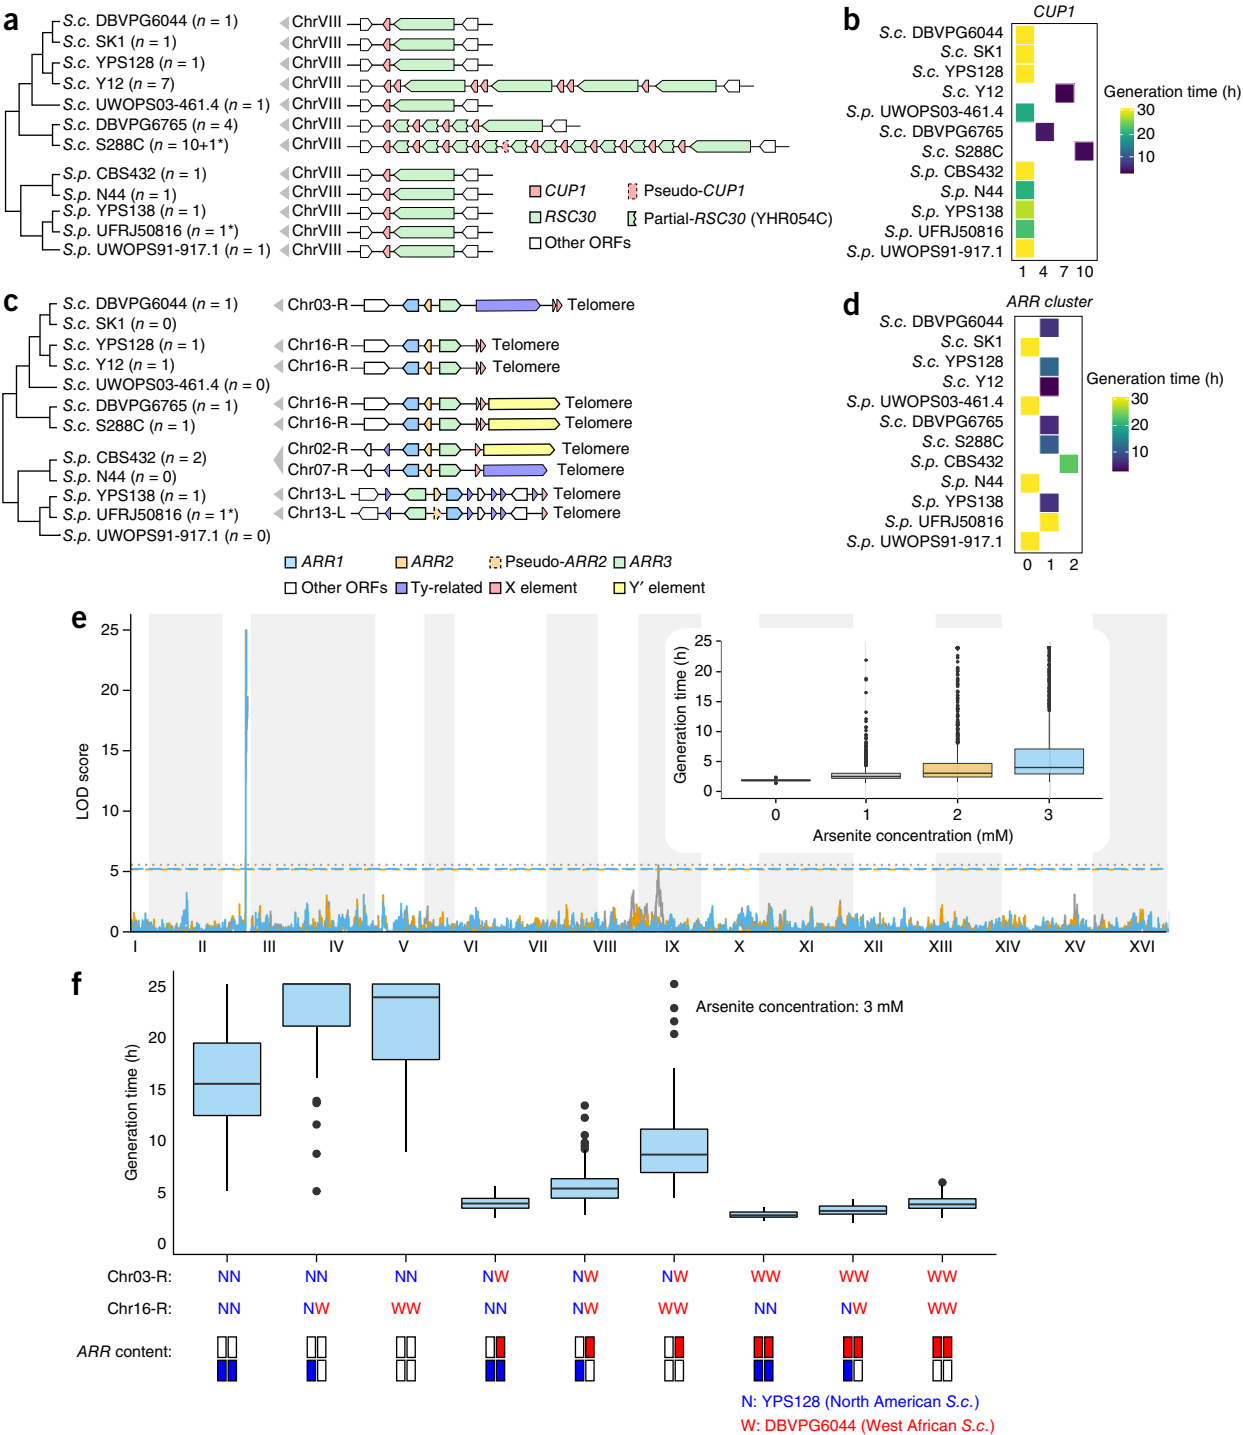 a
S.c. DBVPG6044 (n = 1)
S.c. SK1 (n = 1)
S.c. YPS128 (n = 1)
S.c. Y12 (n = 7)
S.c. UWOPS03-461.4 (n = 1)
S.c. DBVPG6765 (n = 4)
S.c. S288C (n = 10+1*)
S.p. CBS432 (n = 1)
S.p. N44 (n = 1)
S.p. YPS138 (n = 1)
S.p. UFRJ50816 (n = 1*)
S.p. UWOPS91-917.1 (n = 1)
ChrVIII
ChrVIII
ChrVIII
ChrVIII
ChrVIII
ChrVIII
ChrVIII
ChrVIII
ChrVIII
ChrVIII
ChrVIII
ChrVIII
CUP1 Pseudo-CUP1
RSC30 Partial-RSC30 (YHR054C)
Other ORFs
b
CUP1
S.c. DBVPG6044
S.c. SK1
S.c. YPS128
S.c. Y12
S.p. UWOPS03-461.4
S.c. DBVPG6765
S.c. S288C
S.p. CBS432
S.p. N44
S.p. YPS138
S.p. UFRJ50816
S.p. UWOPS91-917.1
1 4 7 10
Generation time (h)
30
20
10
c
S.c. DBVPG6044 (n = 1)
S.c. SK1 (n = 0)
S.c. YPS128 (n = 1)
S.c. Y12 (n = 1)
S.c. UWOPS03-461.4 (n = 0)
S.c. DBVPG6765 (n = 1)
S.c. S288C (n = 1)
S.p. CBS432 (n = 2)
S.p. N44 (n = 0)
S.p. YPS138 (n = 1)
S.p. UFRJ50816 (n = 1*)
S.p. UWOPS91-917.1 (n = 0)
Chr03-R Telomere
Chr16-R Telomere
Chr16-R Telomere
Chr16-R Telomere
Chr16-R Telomere
Chr02-R Telomere
Chr07-R Telomere
Chr13-L Telomere
Chr13-L Telomere
ARR1 ARR2 Pseudo-ARR2 ARR3
Other ORFs Ty-related X element Y′ element
d
ARR cluster
S.c. DBVPG6044
S.c. SK1
S.c. YPS128
S.c. Y12
S.p. UWOPS03-461.4
S.c. DBVPG6765
S.c. S288C
S.p. CBS432
S.p. N44
S.p. YPS138
S.p. UFRJ50816
S.p. UWOPS91-917.1
0 1 2
Generation time (h)
30
20
10
e
LOD score
25
20
15
10
5
0
I II III IV V VI VII VIII IX X XI XII XIII XIV XV XVI
Generation time (h)
25
20
15
10
5
0
0 1 2 3
Arsenite concentration (mM)
f
Generation time (h)
25
20
15
10
5
0
Arsenite concentration: 3 mM
Chr03-R: NN NN NN NW NW NW WW WW WW
Chr16-R: NN NW WW NN NW WW NN NW WW
ARR content:
N: YPS128 (North American S.c.)
W: DBVPG6044 (West African S.c.)